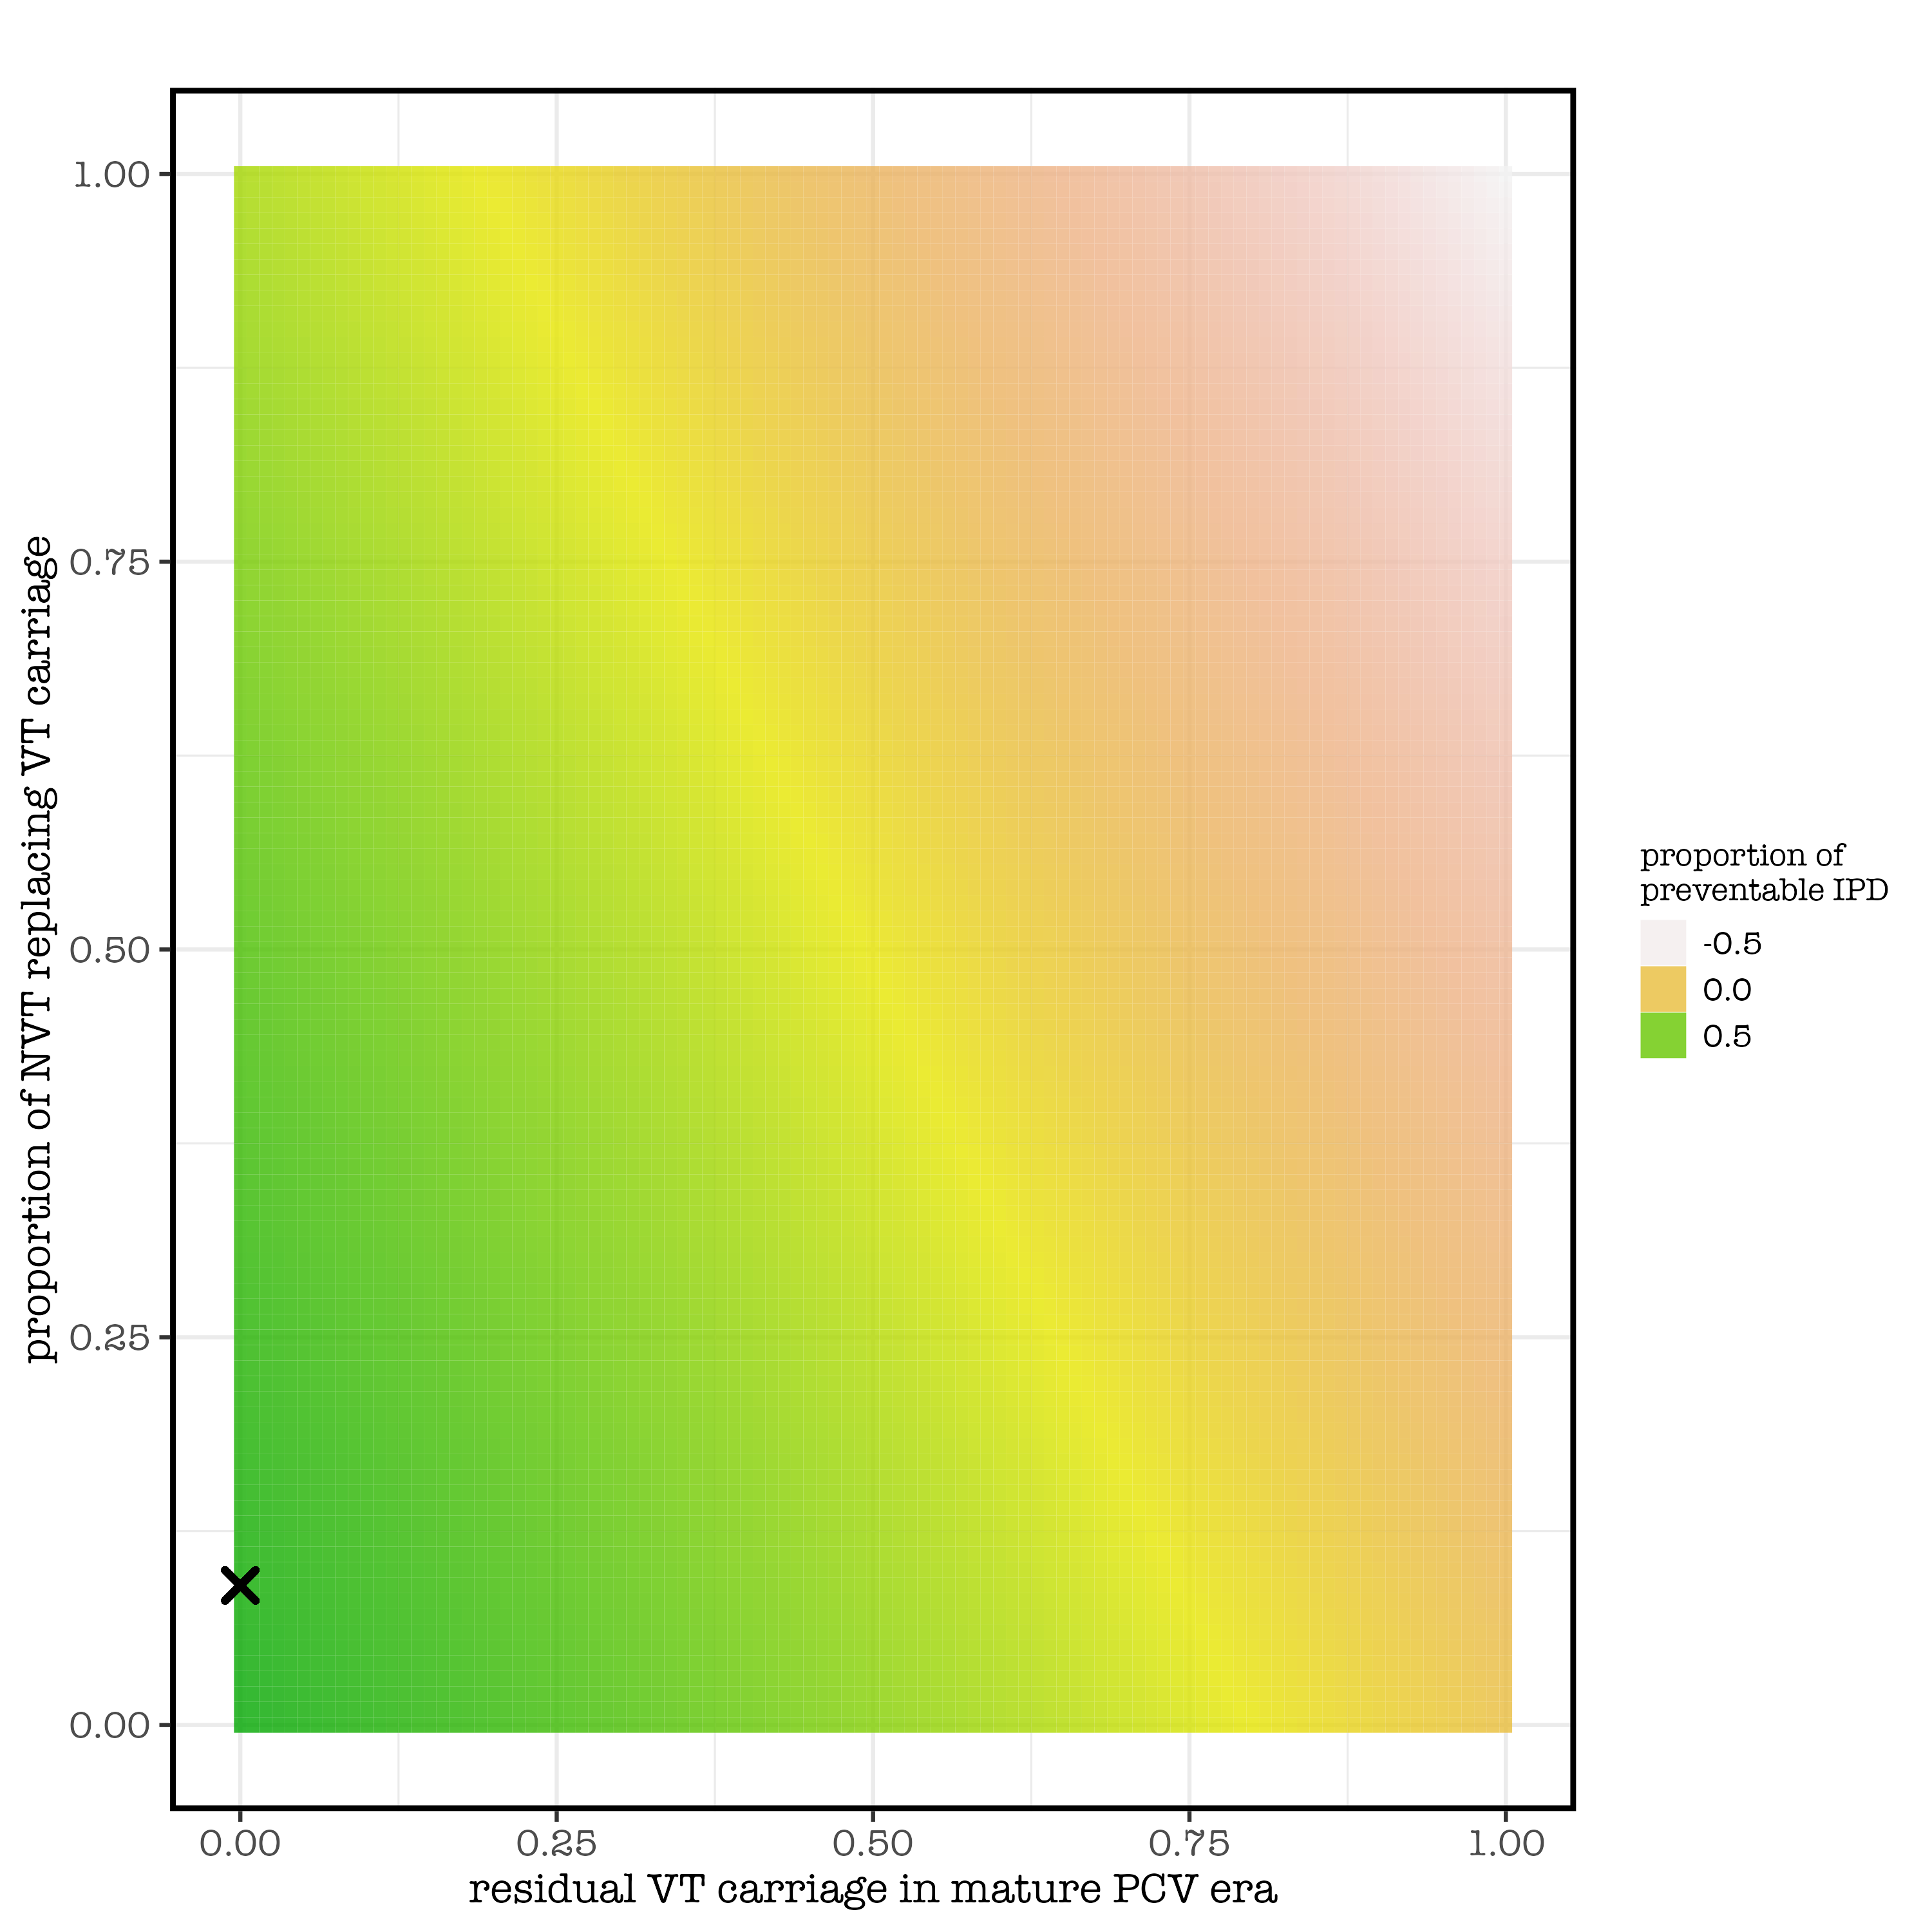 1.00
0.75
0.50
0.25
0.00
proportion of NVT replacing VT carriage
0.00 0.25 0.50 0.75 1.00
residual VT carriage in mature PCV era
proportion of
preventable IPD
-0.5
0.0
0.5